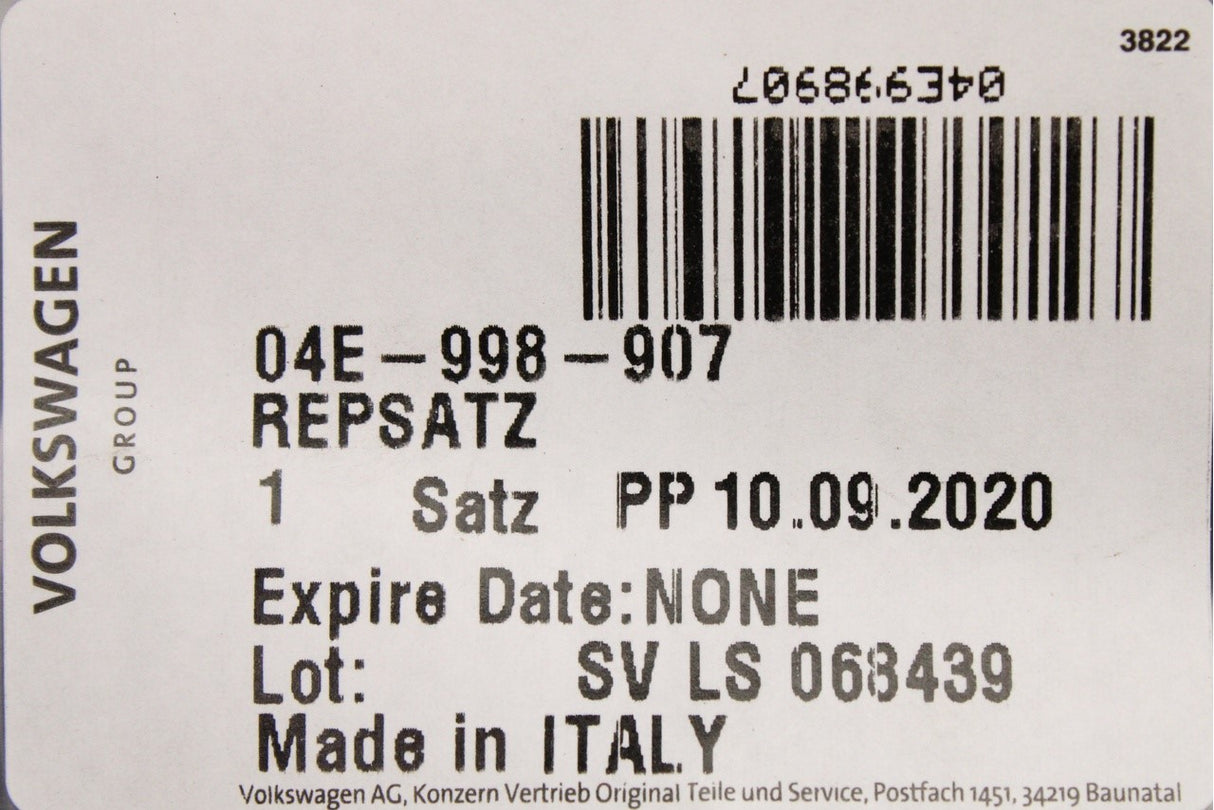 3822
04E998907
VOLKSWAGEN
GROUP
04E-998-907
REPSATZ
1 Satz PP 10.09.2020
Expire Date:NONE
Lot: SV LS 068439
Made in ITALY
Volkswagen AG, Konzern Vertrieb Original Teile und Service, Postfach 1451, 34219 Baunatal